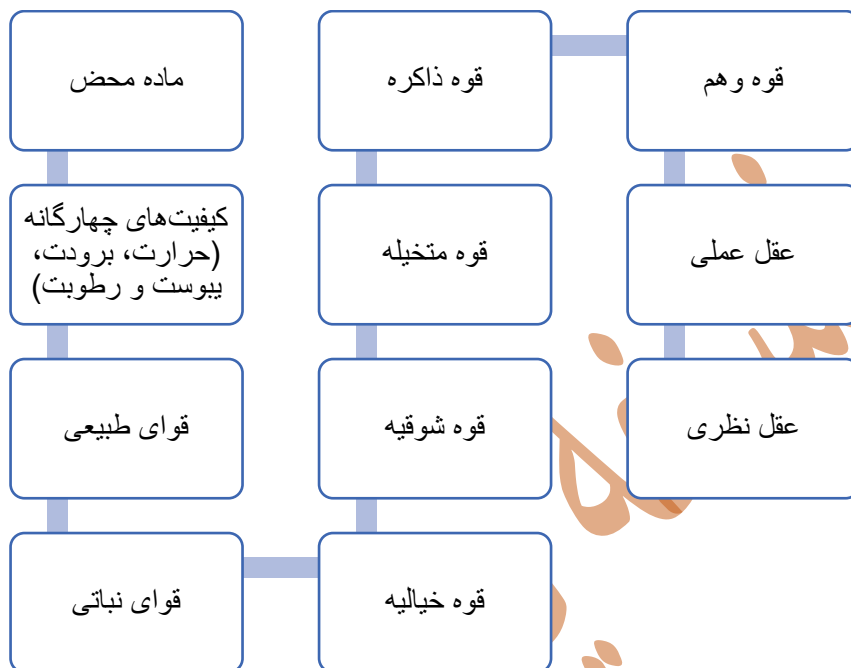 ماده محض
کیفیت‌های چهارگانه
(حرارت، برودت،
یبوست و رطوبت)
قوای طبیعی
قوای نباتی
قوه خیالیه
قوه شوقیه
قوه متخیله
قوه ذاکره
قوه وهم
عقل عملی
عقل نظری